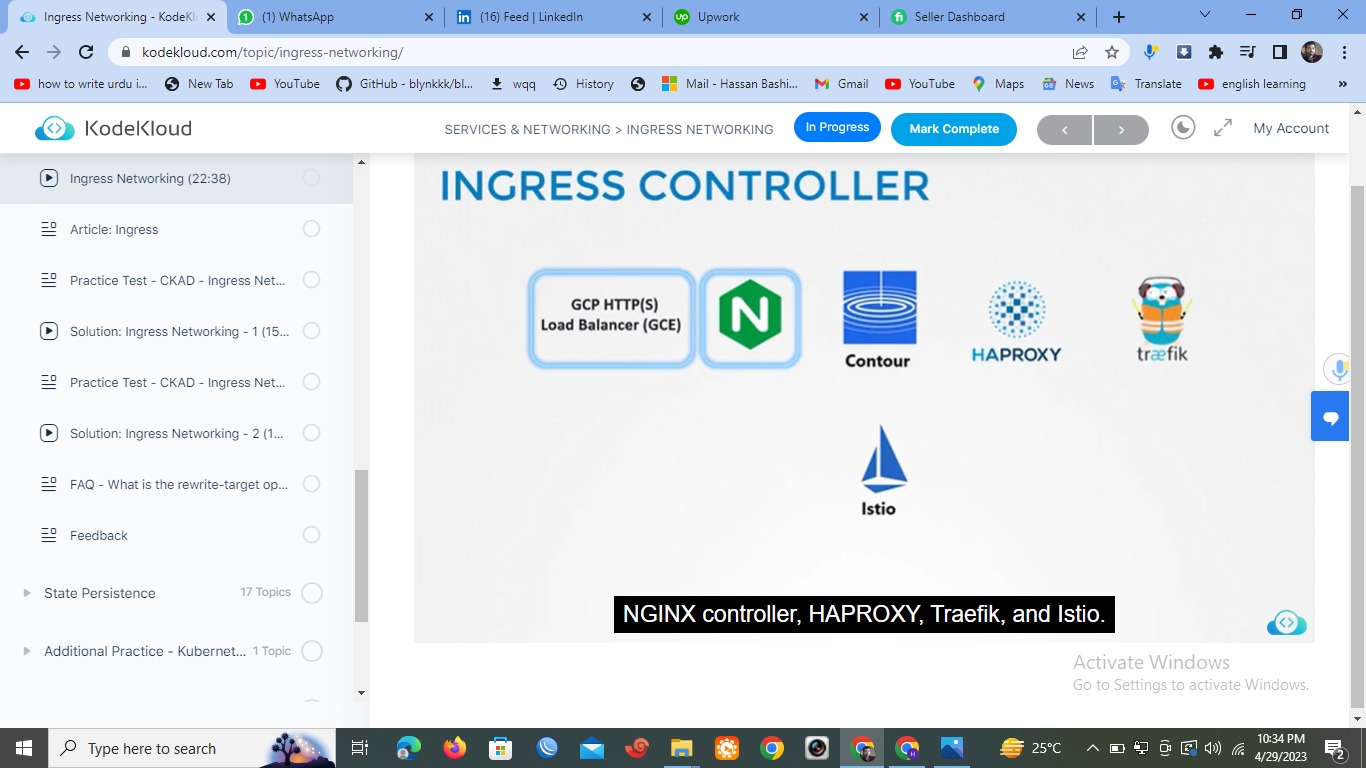 Ingress Networking - KodeKl
(1) WhatsApp
(16) Feed | LinkedIn
Upwork
Seller Dashboard
kodekloud.com/topic/ingress-networking/
how to write urdu i...
New Tab
YouTube
GitHub - blynkkk/bl...
wqq
History
Mail - Hassan Bashi...
Gmail
YouTube
Maps
News
Translate
english learning
»
KodeKloud
SERVICES & NETWORKING > INGRESS NETWORKING
In Progress
Mark Complete
My Account
Ingress Networking (22:38)
Article: Ingress
Practice Test - CKAD - Ingress Net...
Solution: Ingress Networking - 1 (15...
Practice Test - CKAD - Ingress Net...
Solution: Ingress Networking - 2 (1...
FAQ - What is the rewrite-target op...
Feedback
State Persistence 17 Topics
Additional Practice - Kubernet... 1 Topic
INGRESS CONTROLLER
GCP HTTP(S)
Load Balancer (GCE)
N
Contour
HAPROXY
træfik
Istio
NGINX controller, HAPROXY, Traefik, and Istio.
Activate Windows
Go to Settings to activate Windows.
Type here to search
25°C
10:34 PM
4/29/2023
2